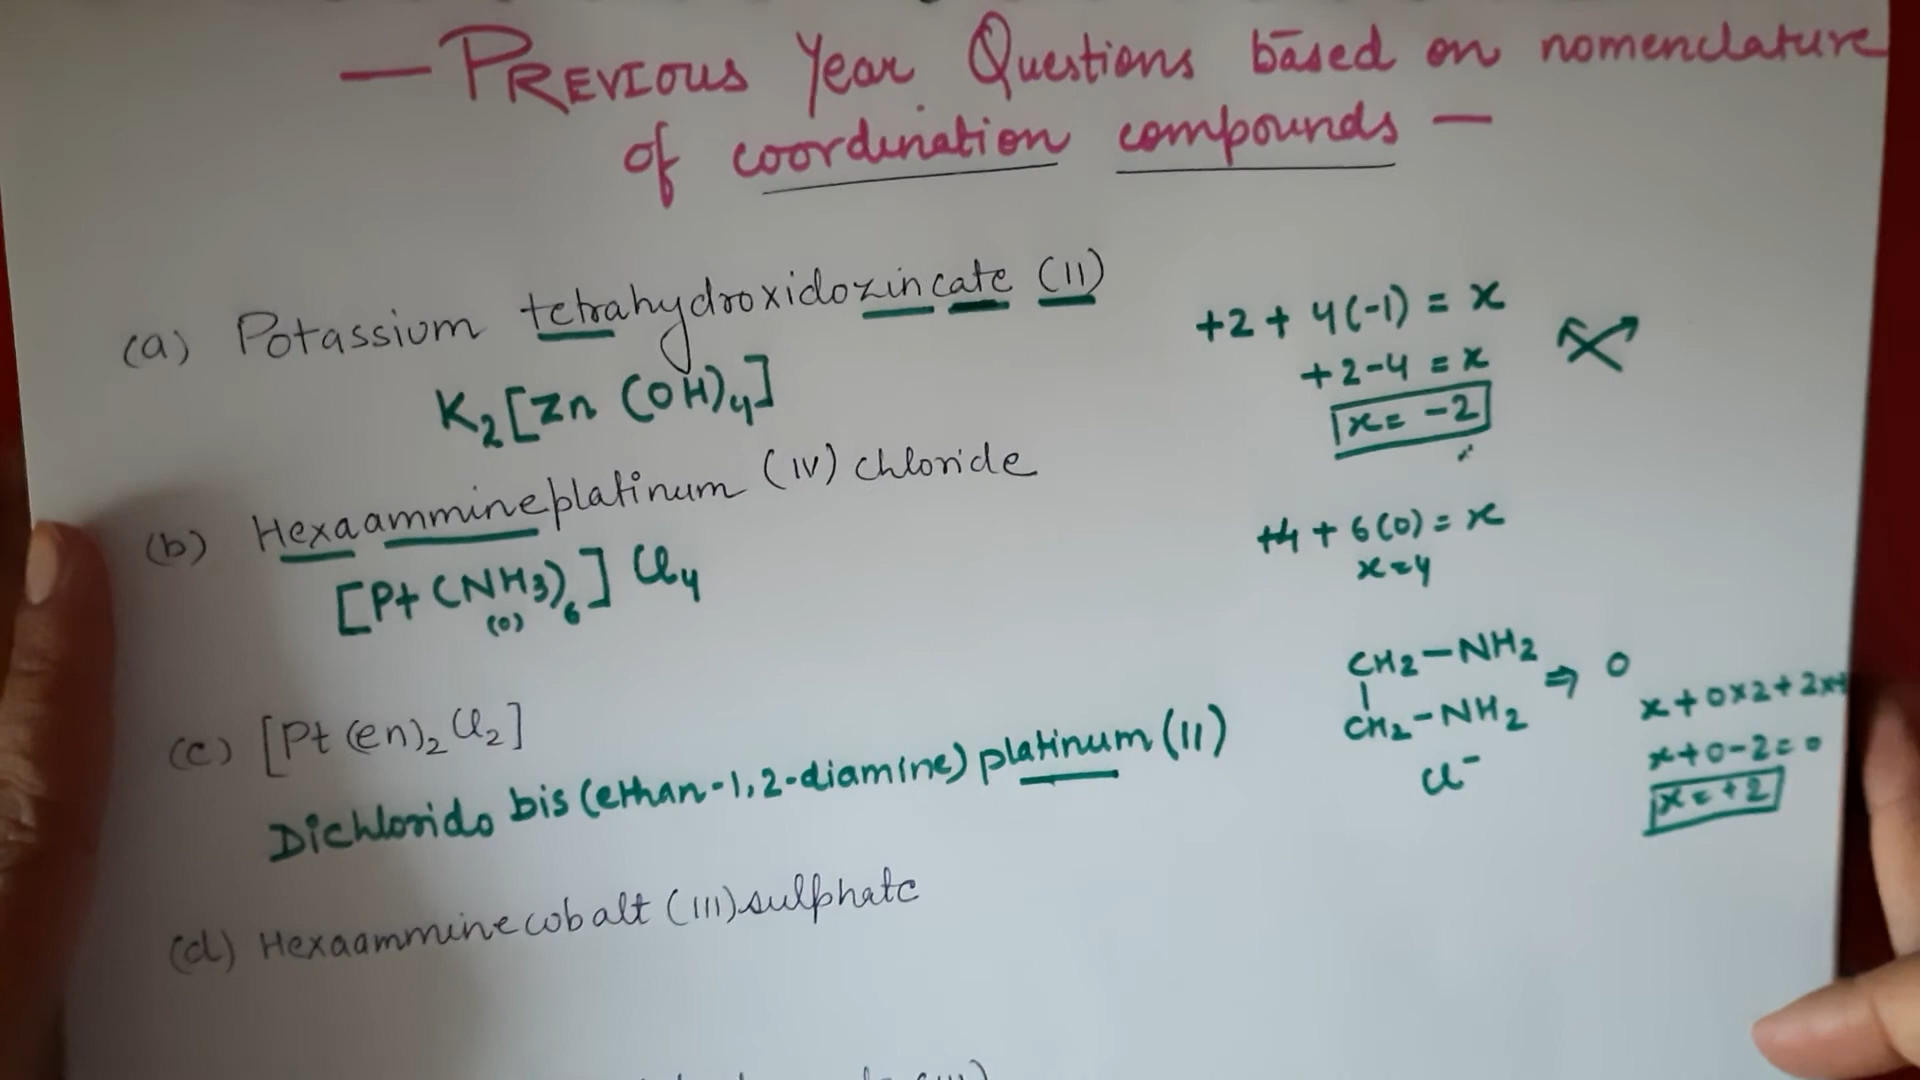 — PREVIOUS Year Questions based on nomenclature
of coordination compounds —
(a) Potassium tetrahydroxidozincate (II)
K₂[Zn (OH)₄]
+2 + 4(-1) = x
+2-4 = x
x = -2
(b) Hexaammineplatinum (IV) chloride
[Pt (NH₃)₆] Cl₄
(0)
+4 + 6(0) = x
x=4
(c) [Pt (en)₂ Cl₂]
Dichlorido bis (ethan-1,2-diamine) platinum (II)
CH₂-NH₂
CH₂-NH₂
⇒ 0
Cl⁻
x+0x2+2x
x+0-2=0
x=+2
(d) Hexaamminecobalt (III) sulphate